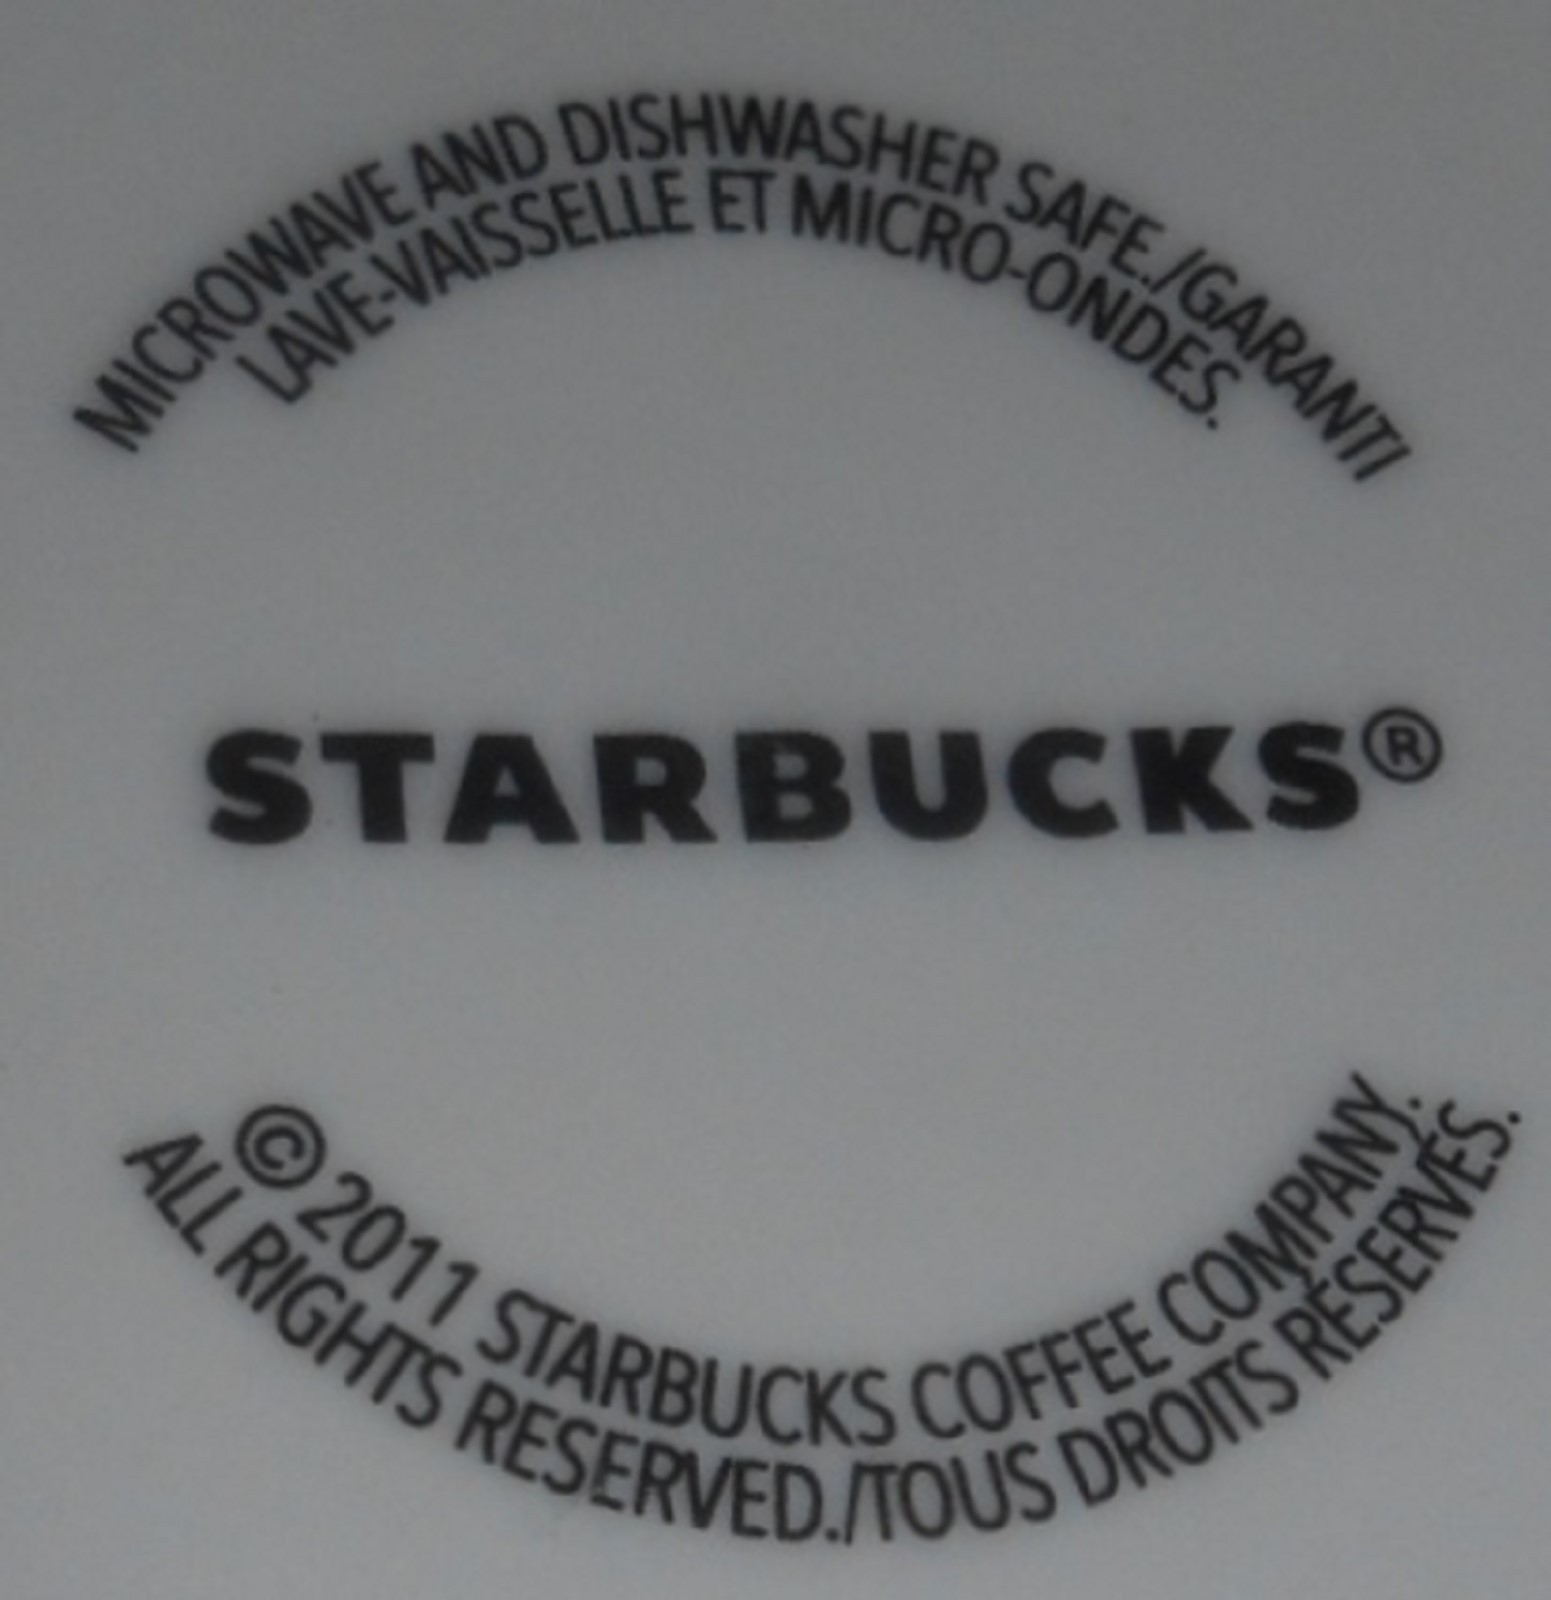 MICROWAVE AND DISHWASHER SAFE./GARANTI
LAVE-VAISSELLE ET MICRO-ONDES.
STARBUCKS®
© 2011 STARBUCKS COFFEE COMPANY.
ALL RIGHTS RESERVED./TOUS DROITS RÉSERVÉS.